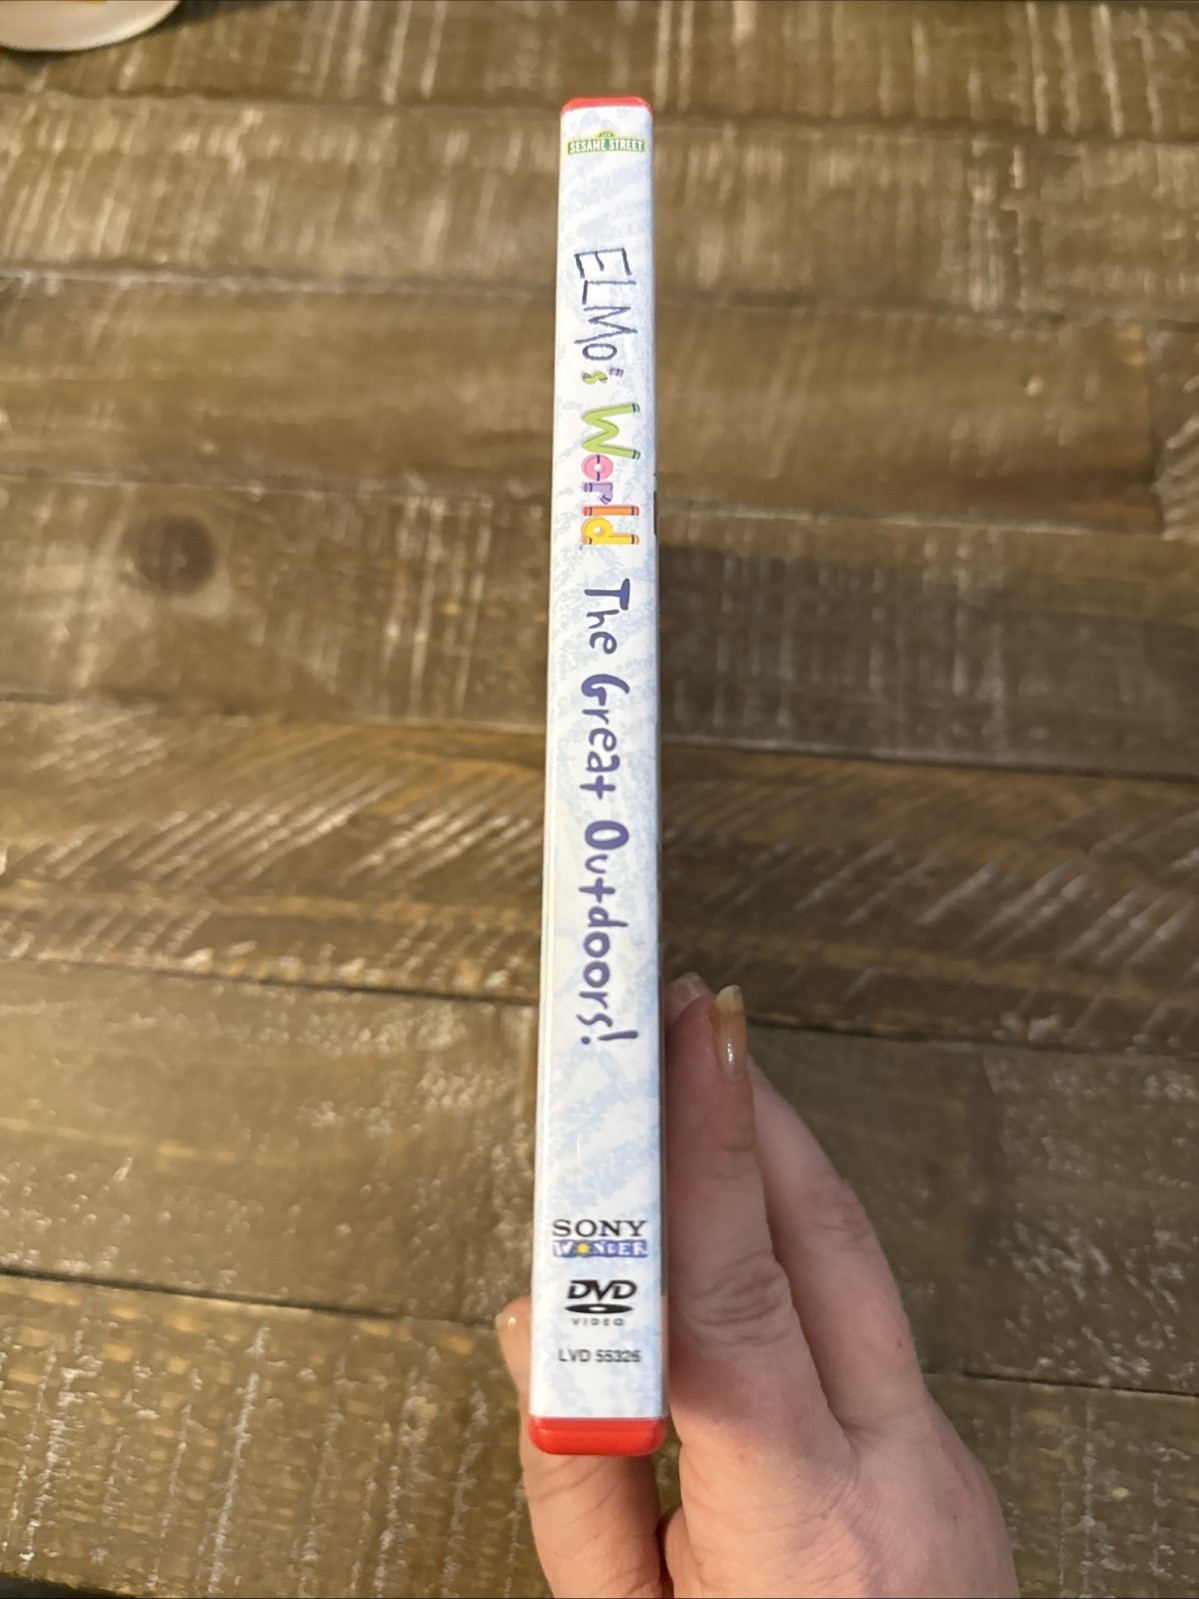 SESAME STREET
ELMo's World The Great Outdoors!
SONY
WONDER
DVD
VIDEO
LVD 55326